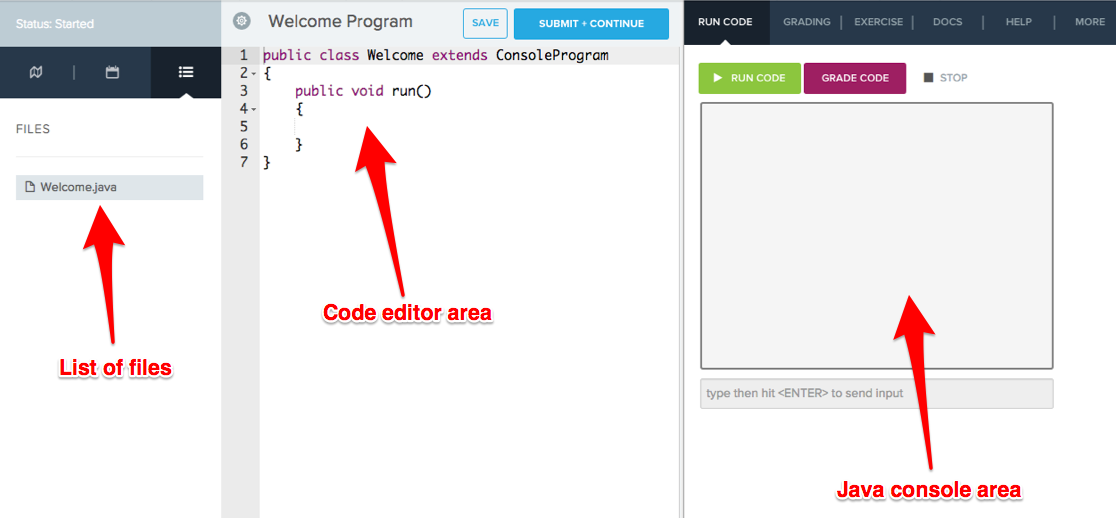 Status: Started
FILES
Welcome.java
List of files
Welcome Program
SAVE
SUBMIT + CONTINUE
1 public class Welcome extends ConsoleProgram
2 {
3     public void run()
4     {
5
6     }
7 }
Code editor area
RUN CODE | GRADING | EXERCISE | DOCS | HELP | MORE
RUN CODE
GRADE CODE
STOP
type then hit <ENTER> to send input
Java console area